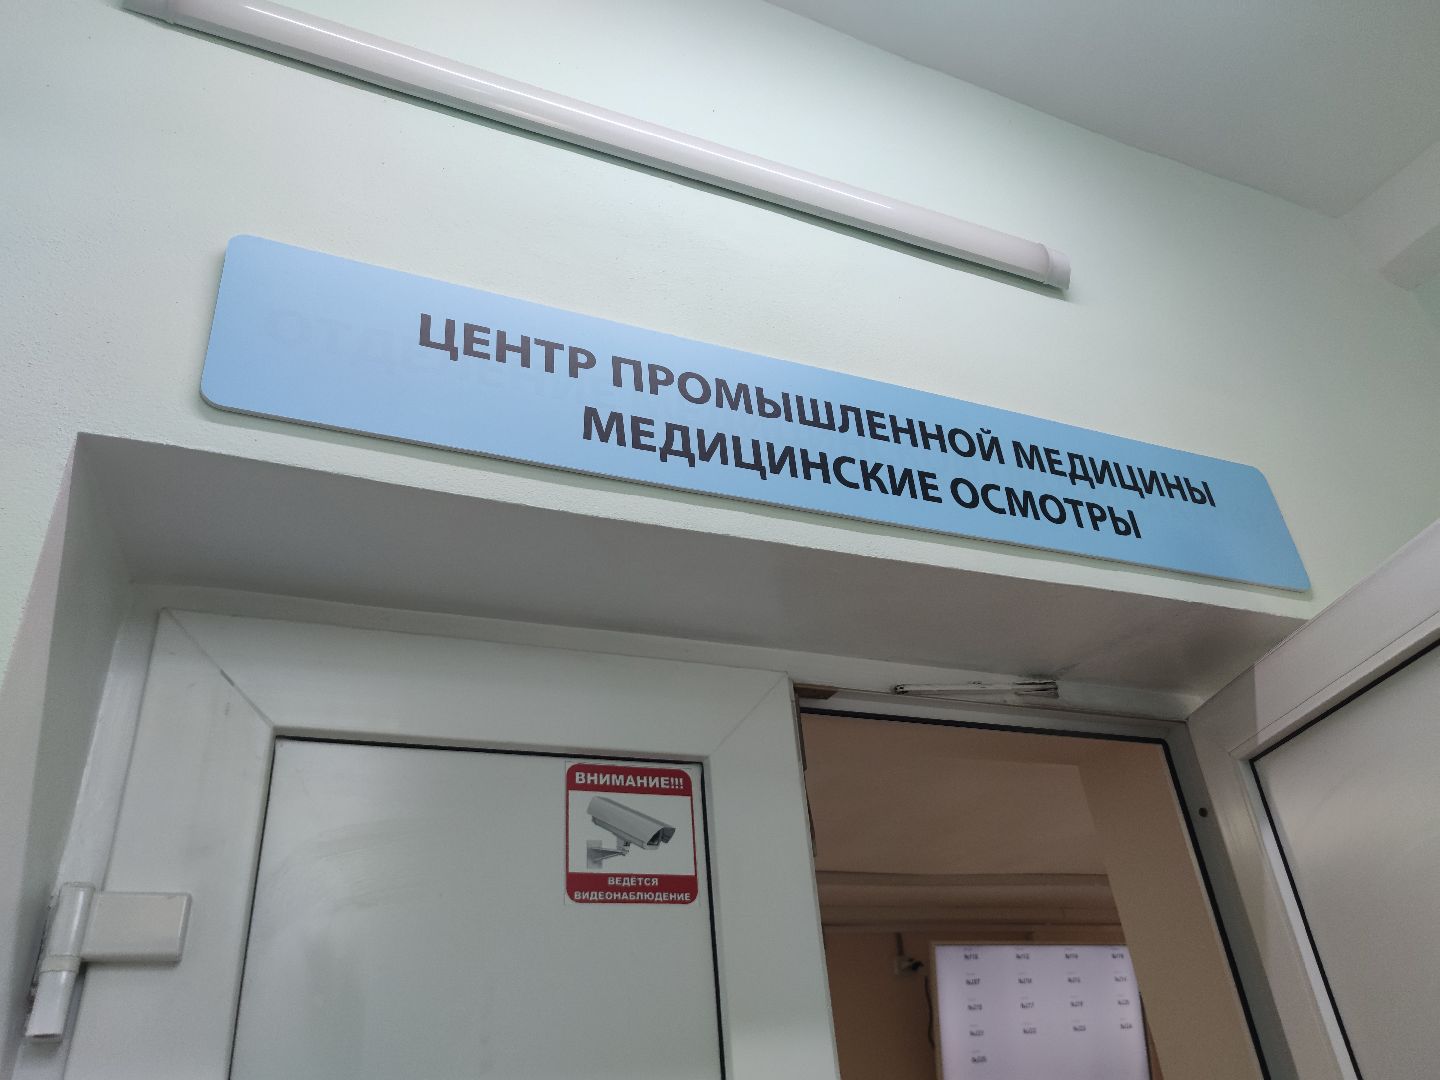 ЦЕНТР ПРОМЫШЛЕННОЙ МЕДИЦИНЫ
МЕДИЦИНСКИЕ ОСМОТРЫ
ВНИМАНИЕ!!!
ВЕДЁТСЯ
ВИДЕОНАБЛЮДЕНИЕ